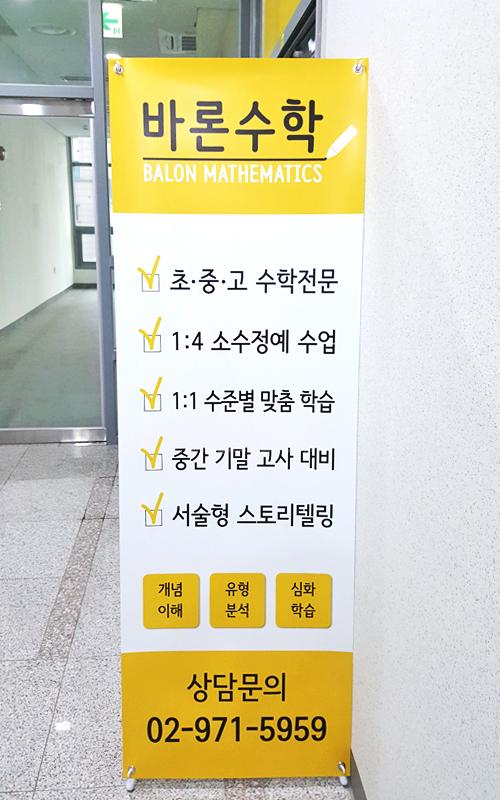 바론수학
BALON MATHEMATICS
초·중·고 수학전문
1:4 소수정예 수업
1:1 수준별 맞춤 학습
중간 기말 고사 대비
서술형 스토리텔링
개념
이해
유형
분석
심화
학습
상담문의
02-971-5959